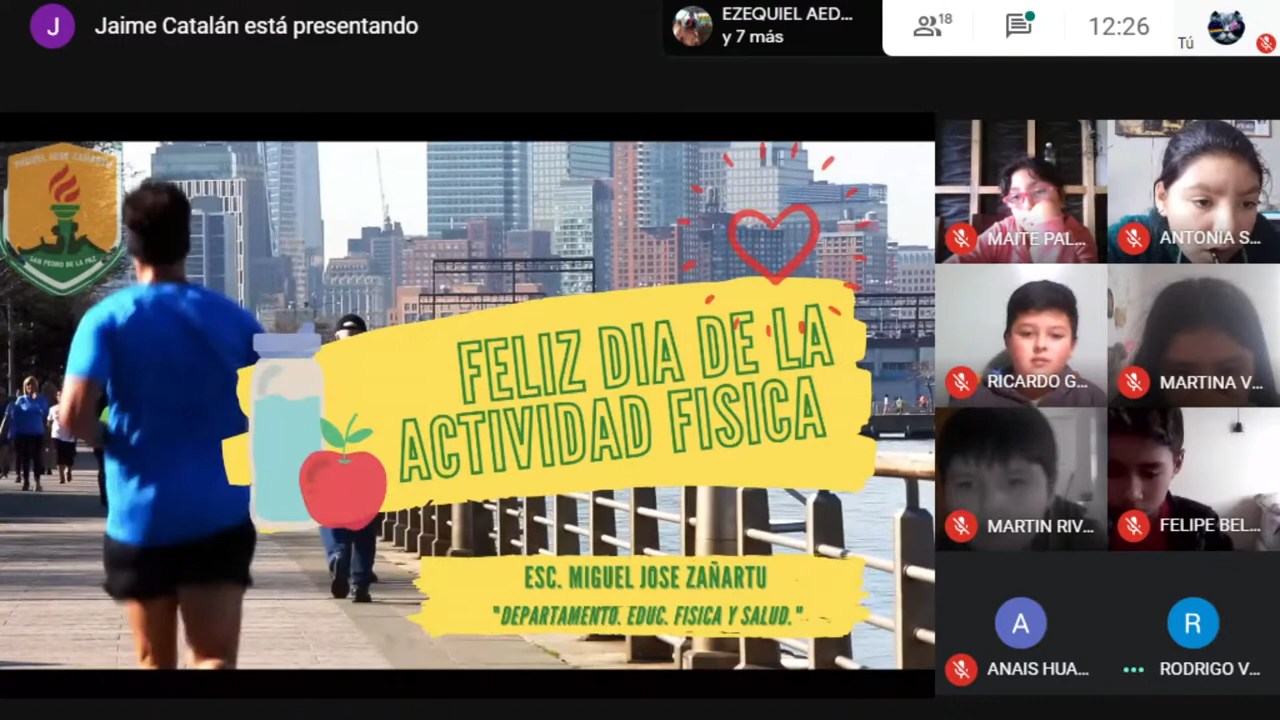 J
Jaime Catalán está presentando
EZEQUIEL AED...
y 7 más
18
12:26
Tú
MIGUEL JOSE ZAÑARTU
SAN PEDRO DE LA PAZ
FELIZ DIA DE LA
ACTIVIDAD FISICA
ESC. MIGUEL JOSE ZAÑARTU
"DEPARTAMENTO. EDUC. FISICA Y SALUD."
MAITE PAL...
ANTONIA S...
RICARDO G...
MARTINA V...
MARTIN RIV...
FELIPE BEL...
A
R
ANAIS HUA...
RODRIGO V...